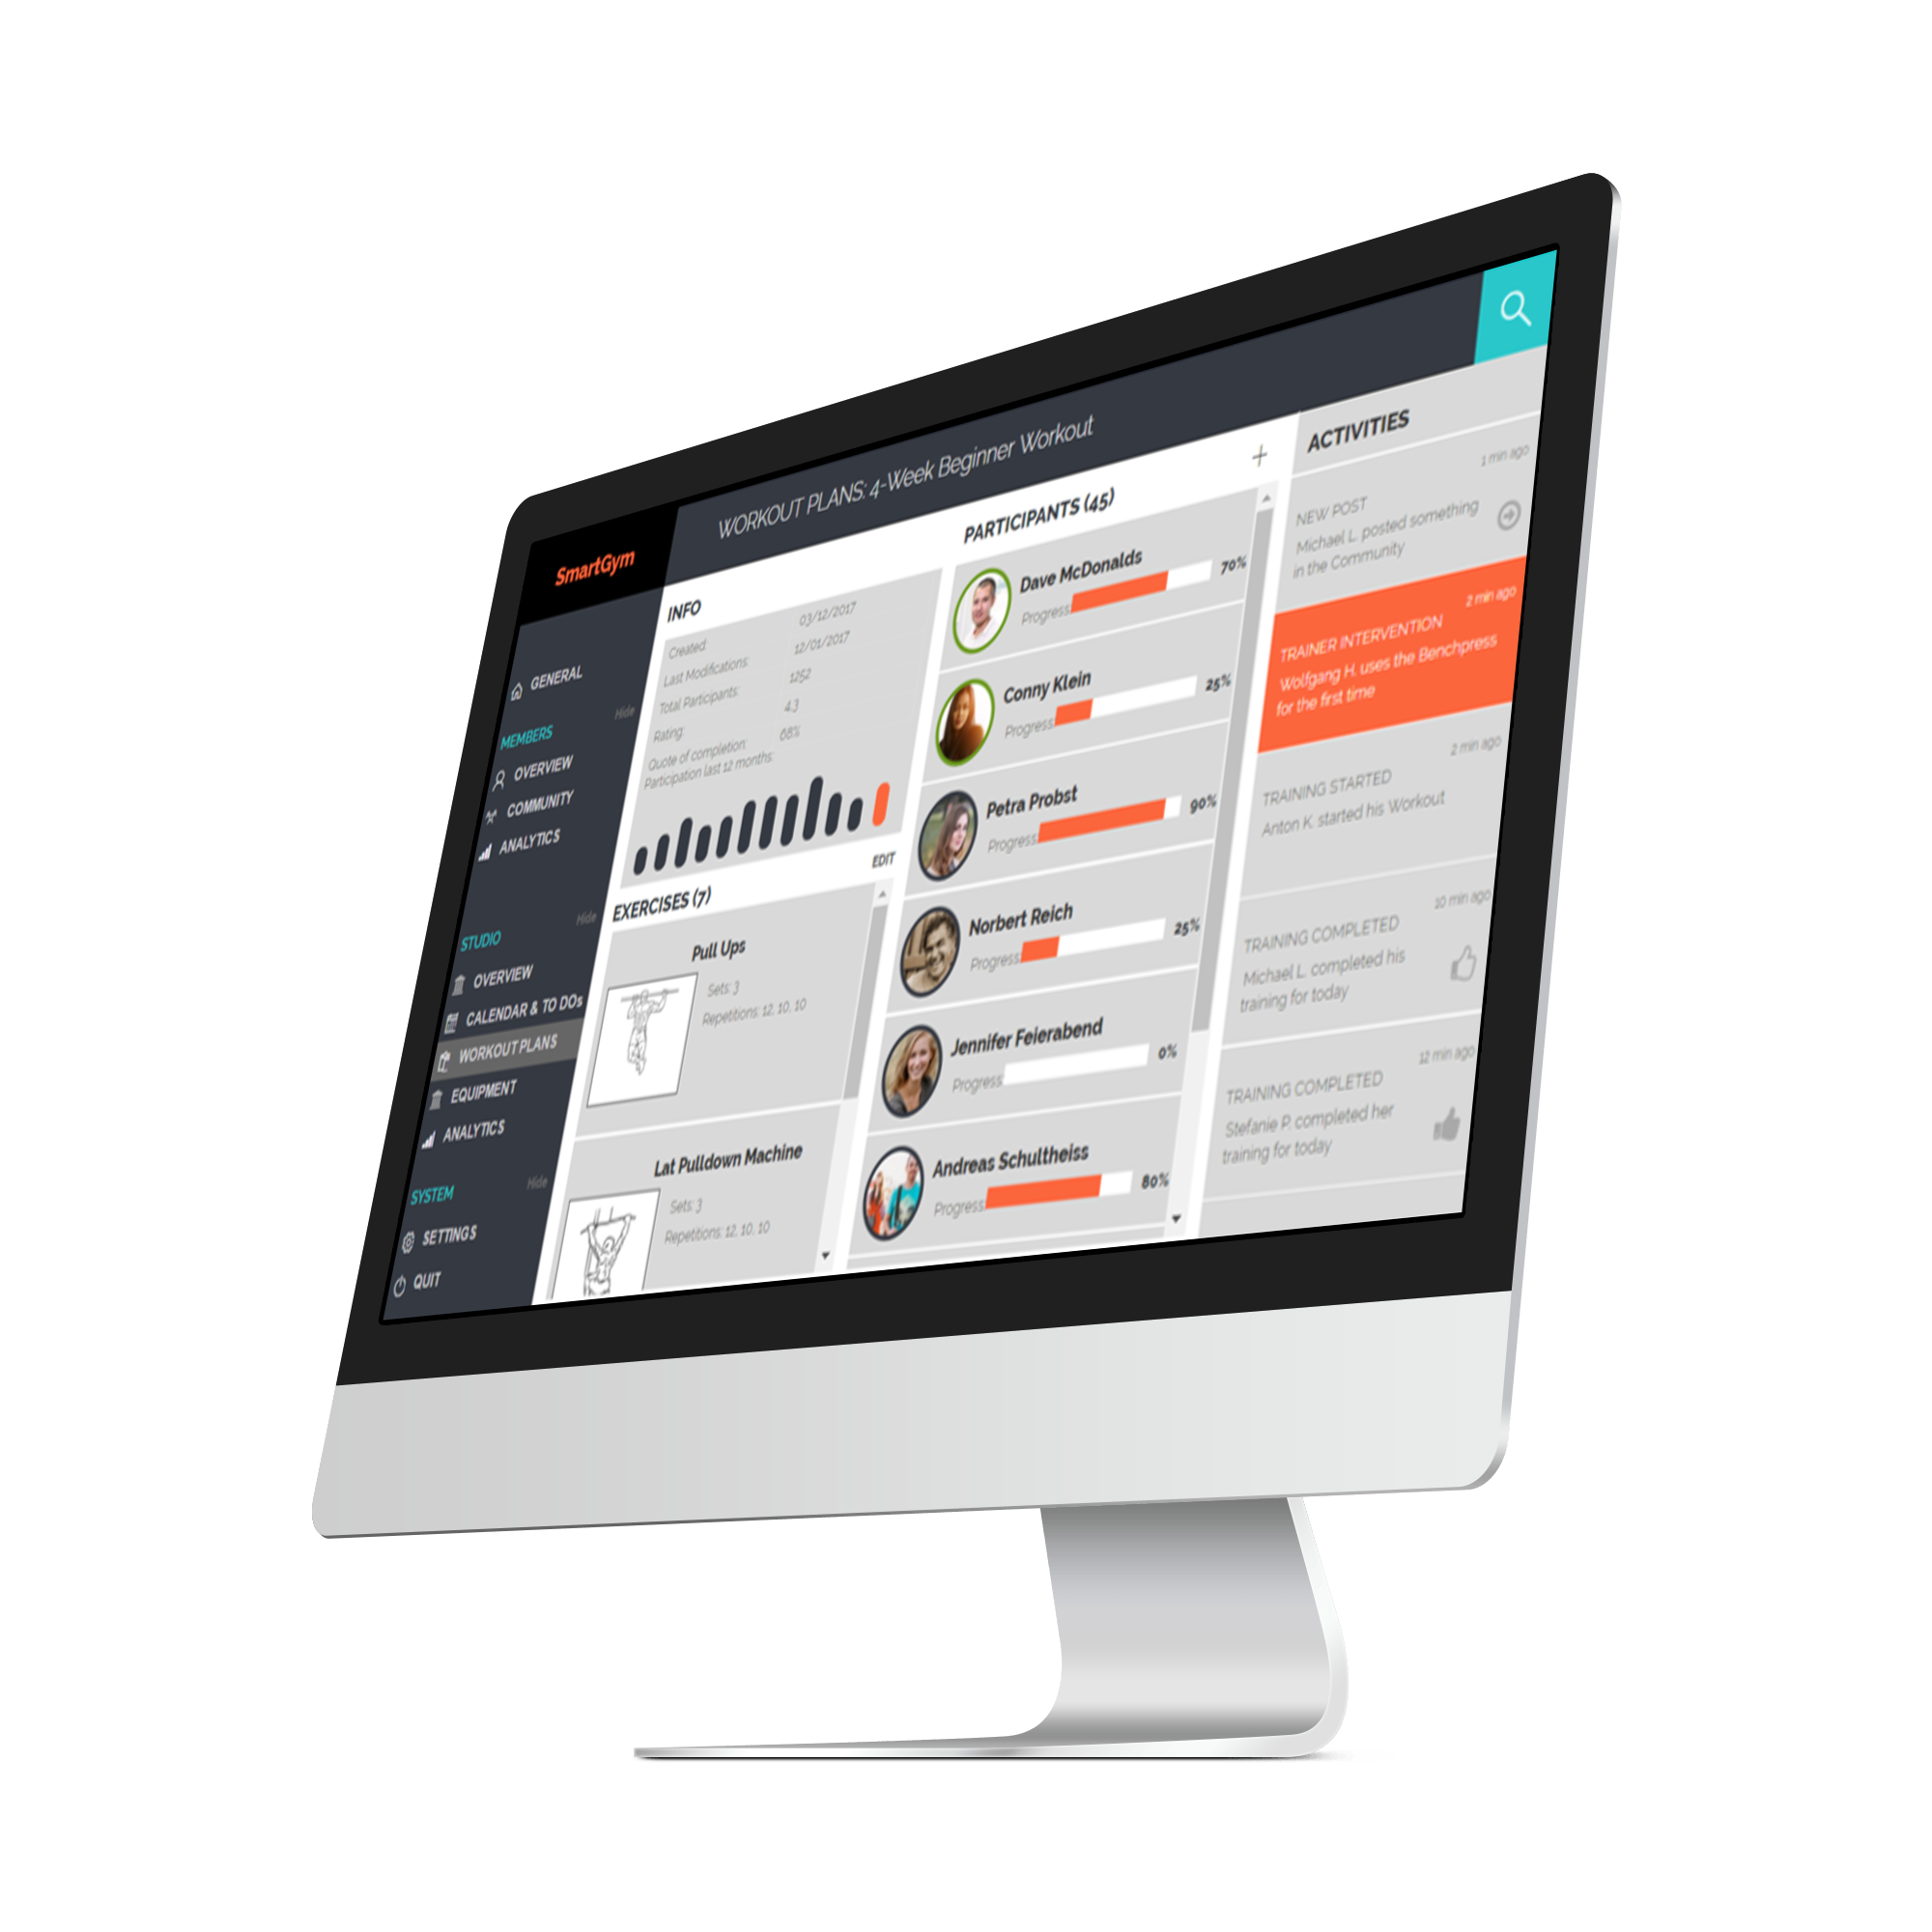 SmartGym
WORKOUT PLANS: 4-Week Beginner Workout
GENERAL
MEMBERS
Hide
OVERVIEW
COMMUNITY
ANALYTICS
STUDIO
Hide
OVERVIEW
CALENDAR & TO DOs
WORKOUT PLANS
EQUIPMENT
ANALYTICS
SYSTEM
Hide
SETTINGS
QUIT
INFO
Created: 03/12/2017
Last Modifications: 12/01/2017
Total Participants: 1252
Rating: 4.3
Quote of completion: 68%
Participation last 12 months:
EDIT
EXERCISES (7)
Pull Ups
Sets: 3
Repetitions: 12, 10, 10
Lat Pulldown Machine
Sets: 3
Repetitions: 12, 10, 10
PARTICIPANTS (45)
+
Dave McDonalds
Progress: 70%
Conny Klein
Progress: 25%
Petra Probst
Progress: 90%
Norbert Reich
Progress: 25%
Jennifer Feierabend
Progress: 0%
Andreas Schultheiss
Progress: 80%
ACTIVITIES
1 min ago
NEW POST
Michael L. posted something
in the Community
2 min ago
TRAINER INTERVENTION
Wolfgang H. uses the Benchpress
for the first time
2 min ago
TRAINING STARTED
Anton K. started his Workout
10 min ago
TRAINING COMPLETED
Michael L. completed his
training for today
12 min ago
TRAINING COMPLETED
Stefanie P. completed her
training for today